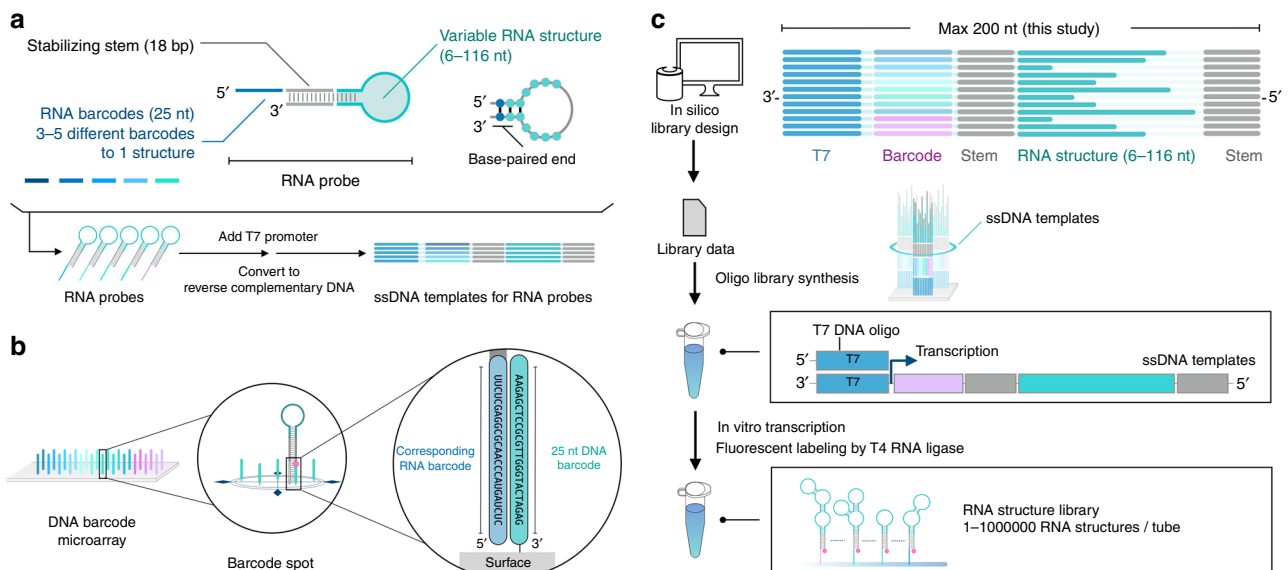 a
Stabilizing stem (18 bp)
Variable RNA structure
(6–116 nt)
5′
3′
RNA barcodes (25 nt)
3–5 different barcodes
to 1 structure
5′
3′
Base-paired end
RNA probe
Add T7 promoter
Convert to
reverse complementary DNA
RNA probes
ssDNA templates for RNA probes
b
DNA barcode
microarray
Barcode spot
Corresponding
RNA barcode
UUCUCGAGGCGCAACCCAUGAUCUC
AAGAGCTCCGCGTTGGGTACTAGAG
25 nt DNA
barcode
5′
3′
Surface
c
Max 200 nt (this study)
In silico
library design
3′-
-5′
T7
Barcode
Stem
RNA structure (6–116 nt)
Stem
Library data
ssDNA templates
Oligo library synthesis
T7 DNA oligo
5′
T7
Transcription
ssDNA templates
3′
T7
5′
In vitro transcription
Fluorescent labeling by T4 RNA ligase
RNA structure library
1–1000000 RNA structures / tube